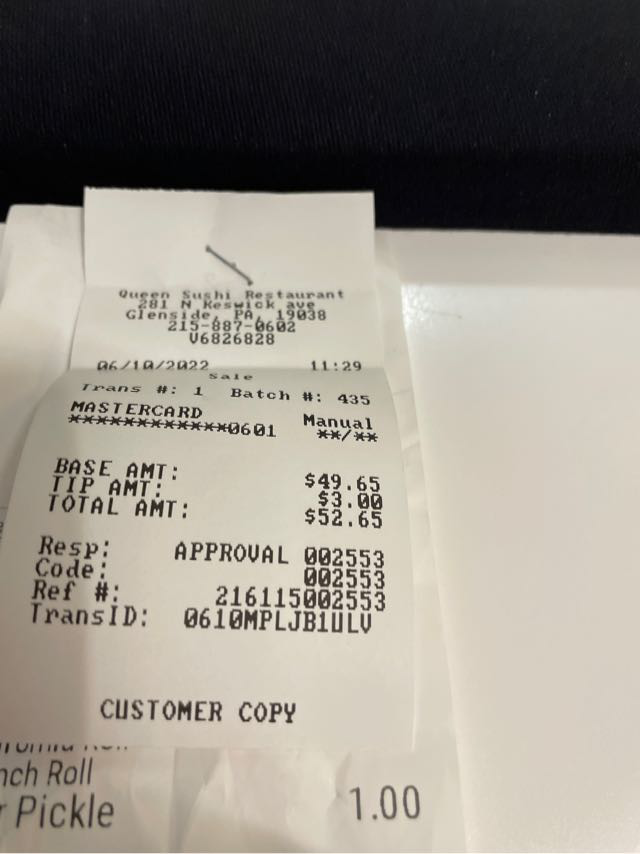 Queen Sushi Restaurant
281 N Keswick ave
Glenside, PA, 19038
215-887-0602
V6826828
06/10/2022 11:29
Sale
Trans #: 1 Batch #: 435
MASTERCARD Manual
************0601 **/**
BASE AMT: $49.65
TIP AMT: $3.00
TOTAL AMT: $52.65
Resp: APPROVAL 002553
Code: 002553
Ref #: 216115002553
TransID: 0610MPLJB1ULV
CUSTOMER COPY
Roll
Roll
Pickle 1.00